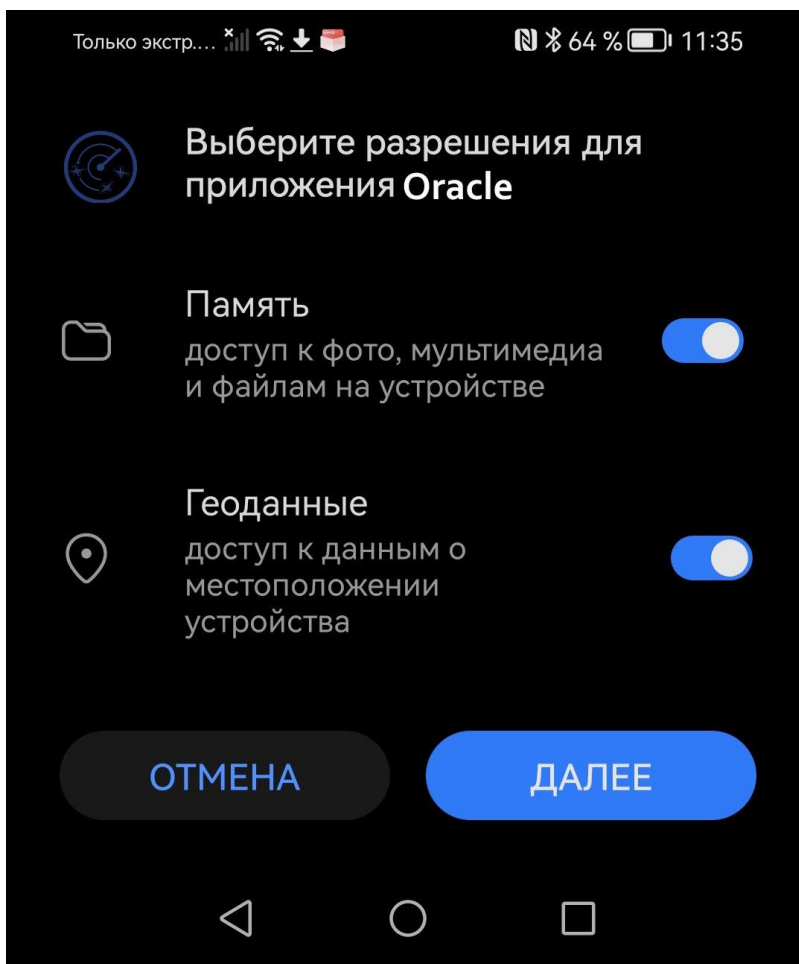 Только экстр.... 64 % 11:35
Выберите разрешения для
приложения Oracle
Память
доступ к фото, мультимедиа
и файлам на устройстве
Геоданные
доступ к данным о
местоположении
устройства
ОТМЕНА ДАЛЕЕ